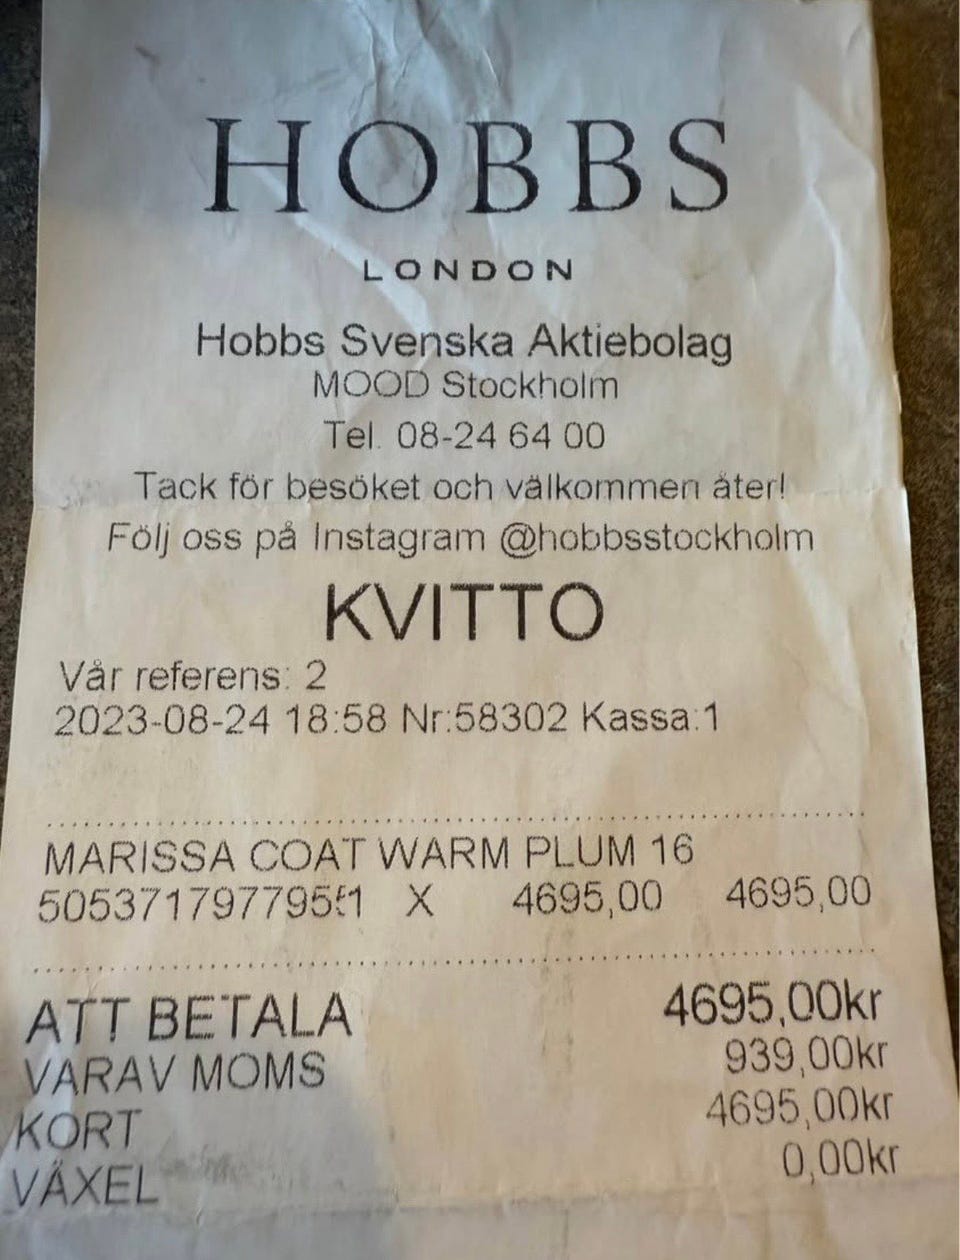 HOBBS
LONDON
Hobbs Svenska Aktiebolag
MOOD Stockholm
Tel. 08-24 64 00
Tack för besöket och välkommen åter!
Följ oss på Instagram @hobbsstockholm
KVITTO
Vår referens: 2
2023-08-24 18:58 Nr:58302 Kassa:1
MARISSA COAT WARM PLUM 16
X 4695,00 4695,00
ATT BETALA 4695,00kr
VARAV MOMS 939,00kr
KORT 4695,00kr
VÄXEL 0,00kr